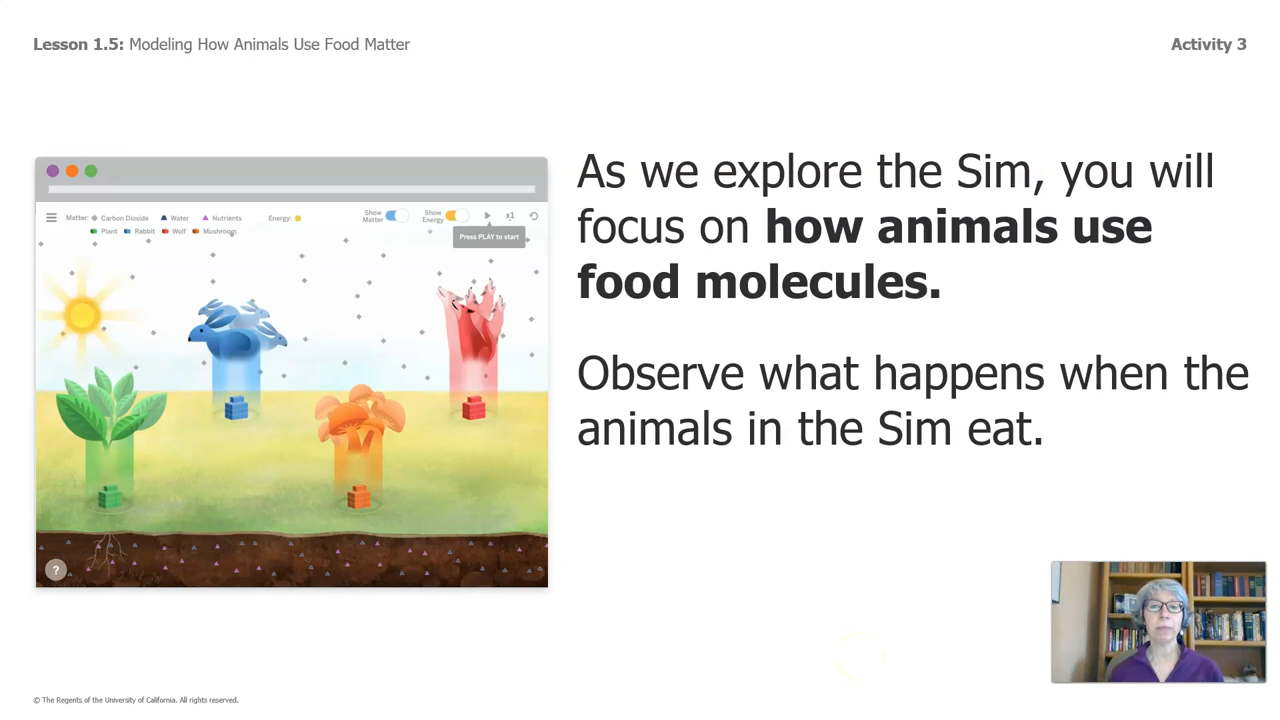 Lesson 1.5: Modeling How Animals Use Food Matter
Activity 3
Matter: Carbon Dioxide Water Nutrients Energy:
Plant Rabbit Wolf Mushroom
Show Matter
Show Energy
x1
Press PLAY to start
?
As we explore the Sim, you will
focus on how animals use
food molecules.
Observe what happens when the
animals in the Sim eat.
© The Regents of the University of California. All rights reserved.